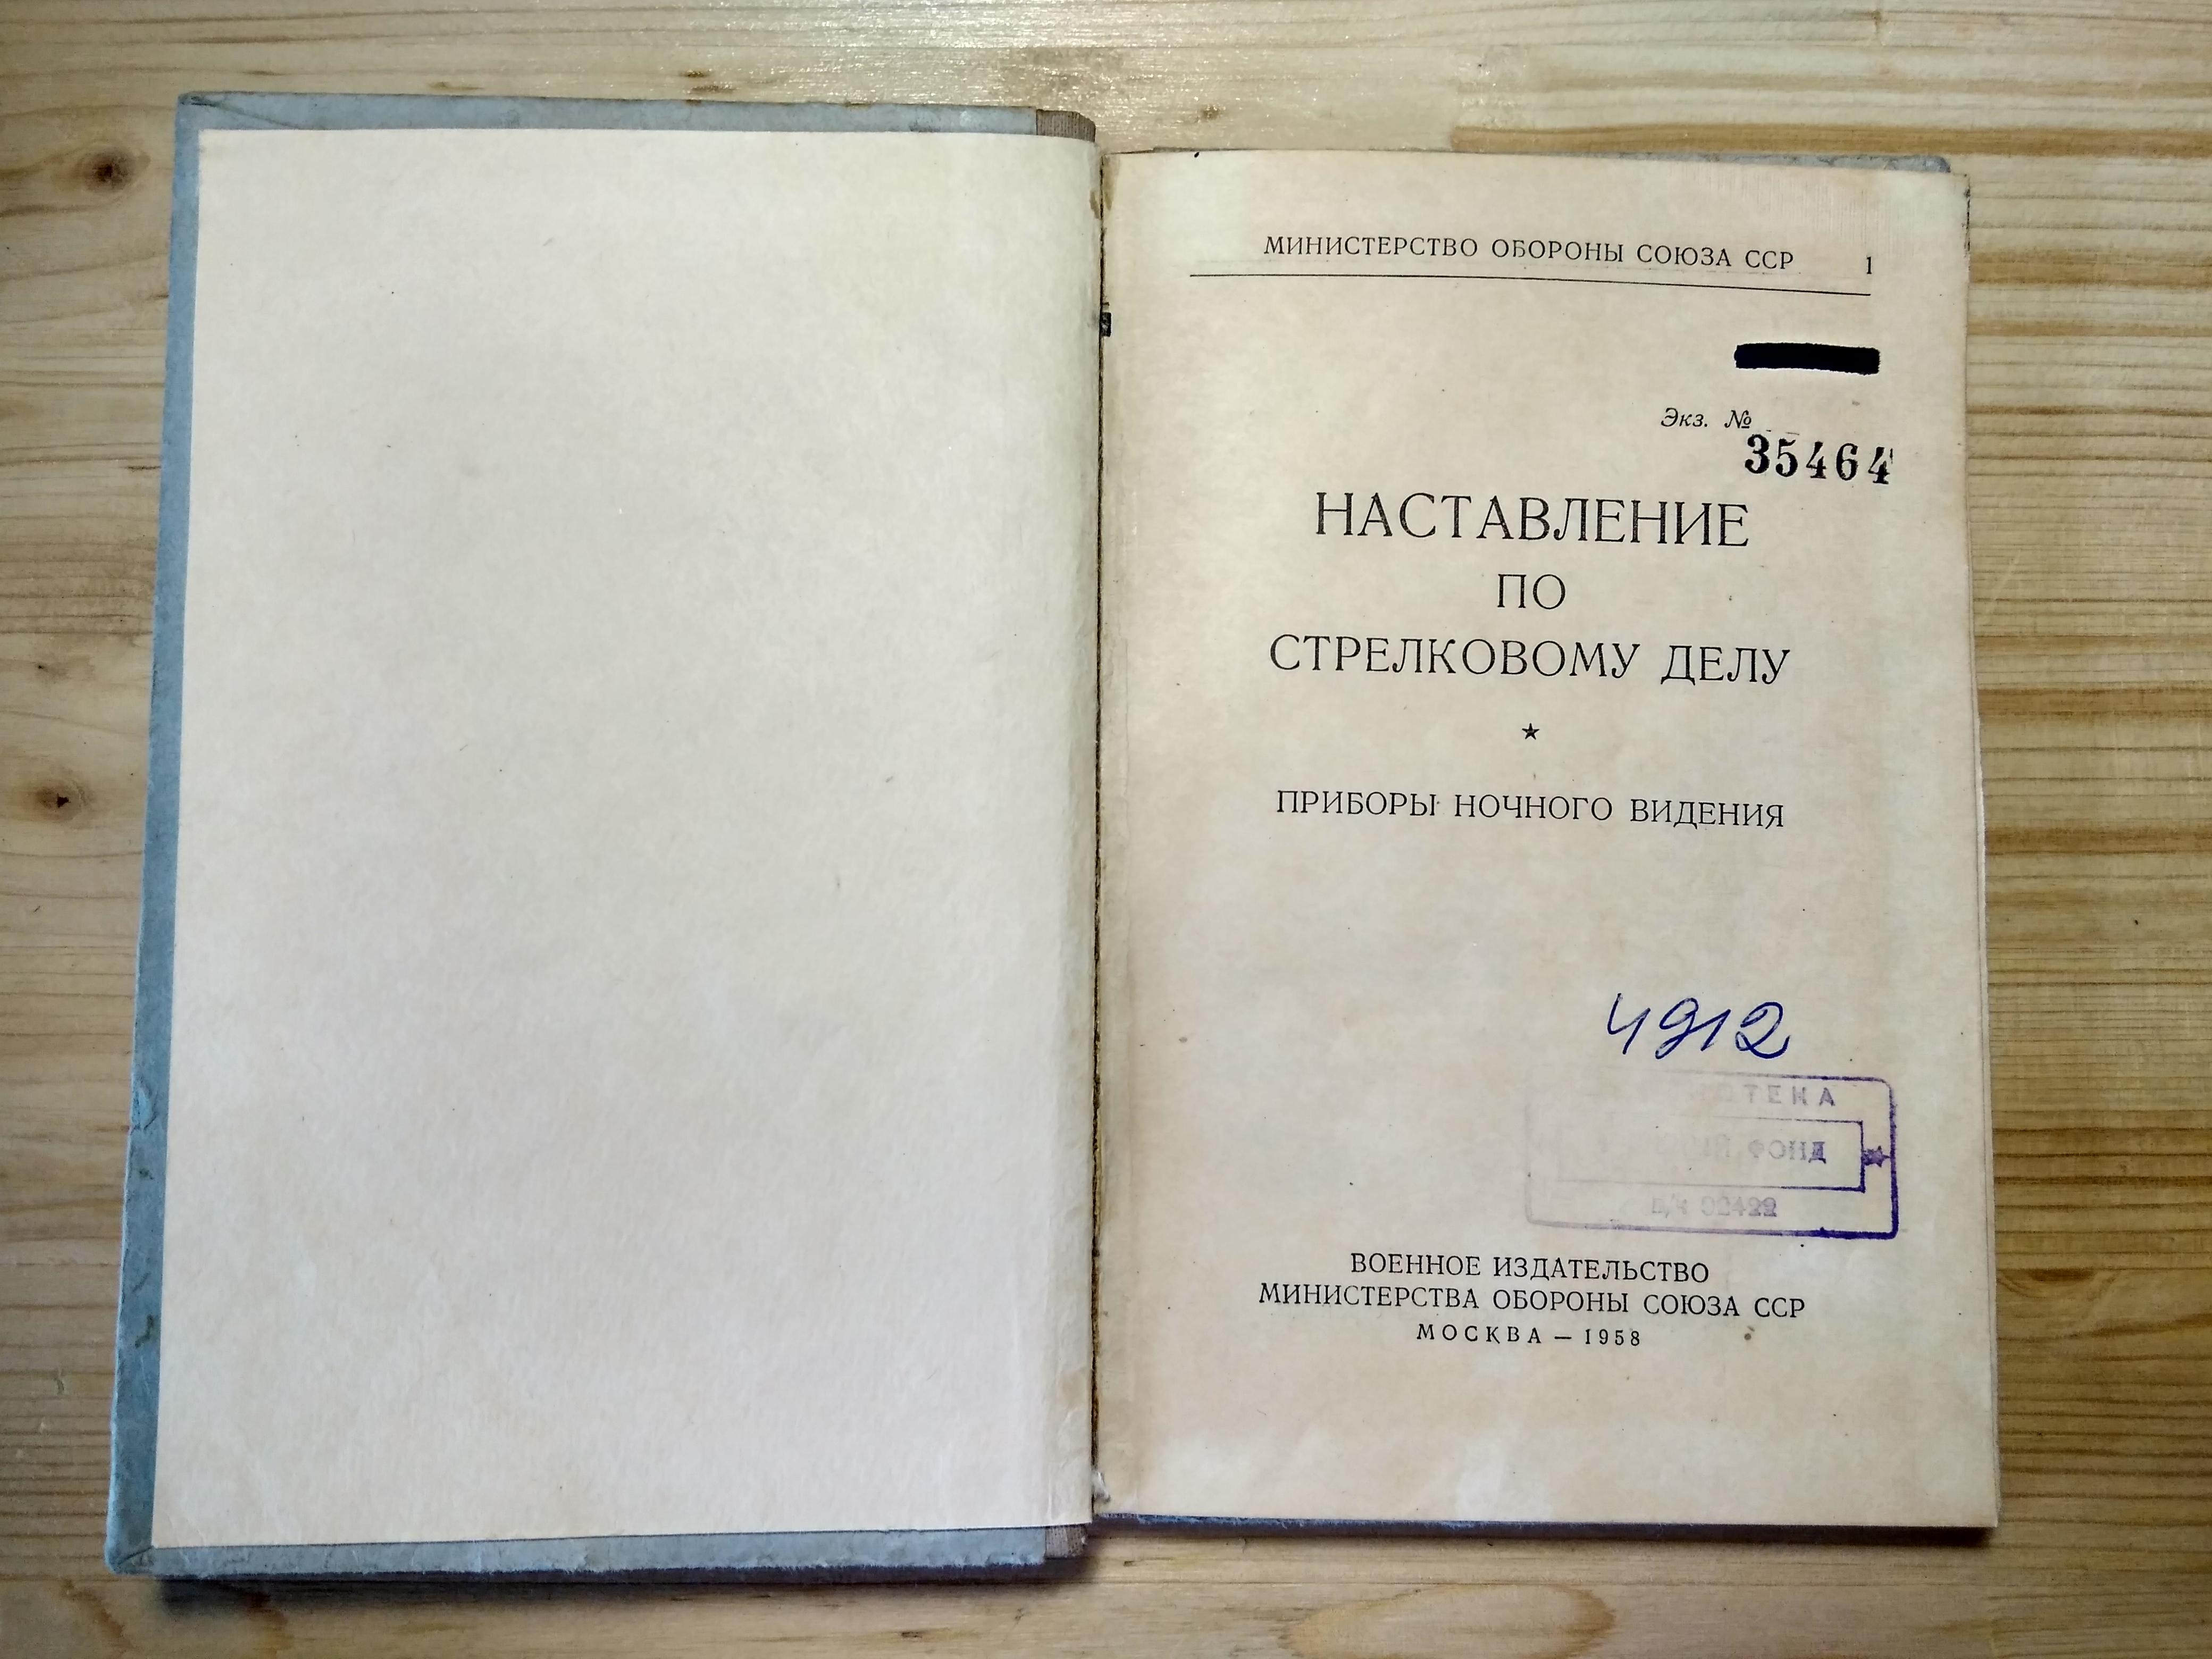 МИНИСТЕРСТВО ОБОРОНЫ СОЮЗА ССР 1
Экз. №
35464
НАСТАВЛЕНИЕ
ПО
СТРЕЛКОВОМУ ДЕЛУ
★
ПРИБОРЫ НОЧНОГО ВИДЕНИЯ
4912
ФОНД
ВОЕННОЕ ИЗДАТЕЛЬСТВО
МИНИСТЕРСТВА ОБОРОНЫ СОЮЗА ССР
МОСКВА — 1958